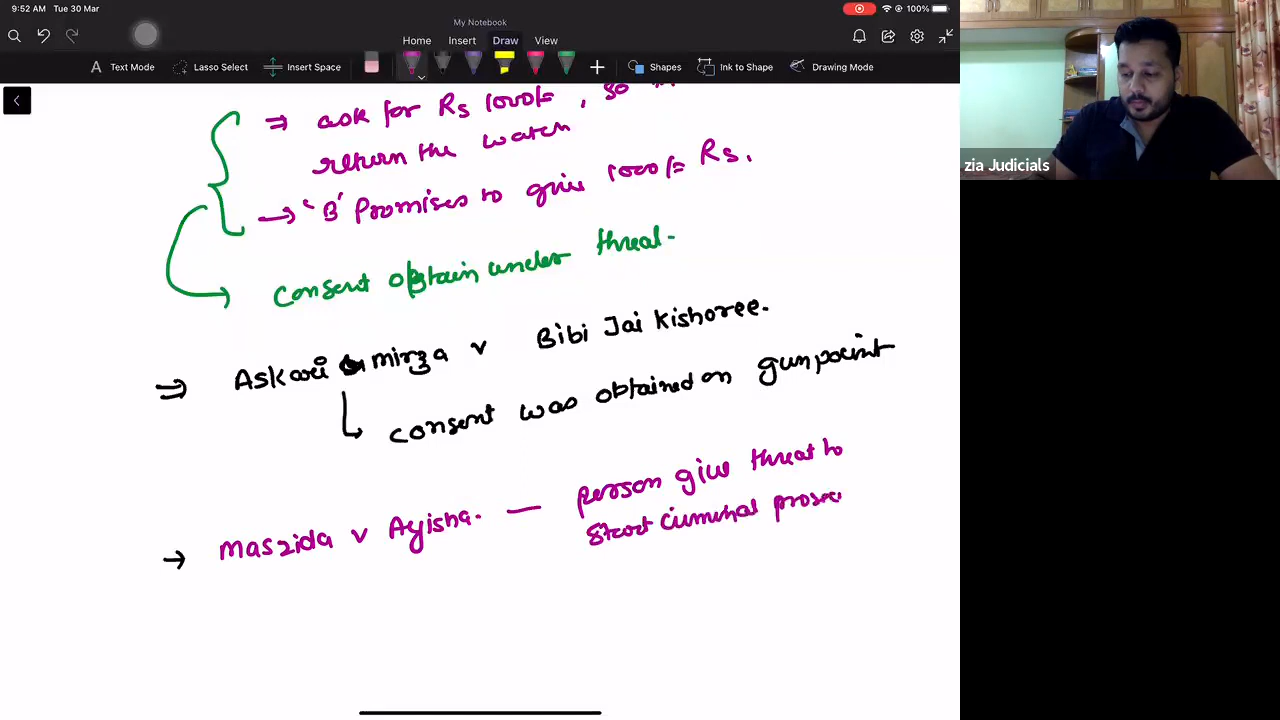 9:52 AM Tue 30 Mar
100%
My Notebook
Home Insert Draw View
Text Mode Lasso Select Insert Space Shapes Ink to Shape Drawing Mode
⇒ ask for Rs 1000/=, so
return the watch
→ 'B' Promises to give 1000/= Rs.
Consent obtain under threat-
⇒ Askari mirza v Bibi Jai Kishoree.
consent was obtained on gunpoint
→ Maszida v Ayisha. — person give threat to
start criminal prosec
zia Judicials